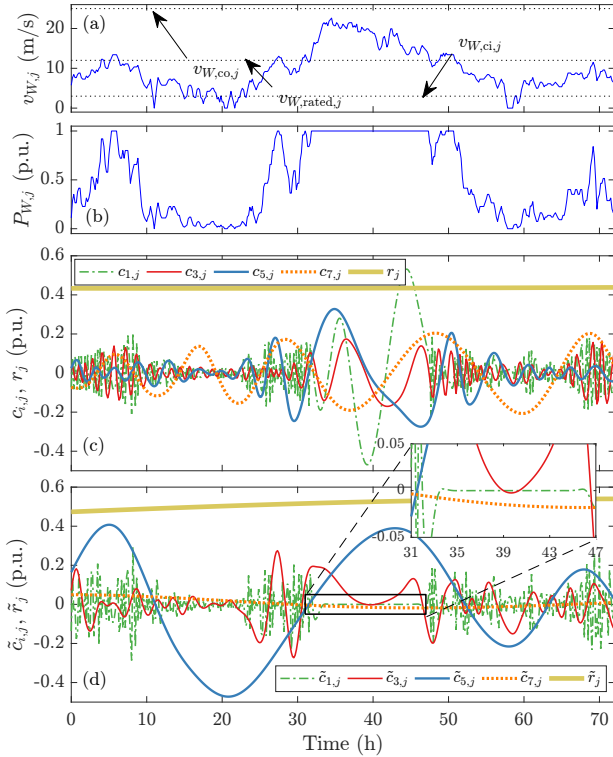 (a)
v_{W,j} (m/s)
20
10
0
v_{W,co,j}
v_{W,rated,j}
v_{W,ci,j}
(b)
P_{W,j} (p.u.)
1
0.5
0
c_{i,j}, r_j (p.u.)
0.6
0.4
0.2
0
-0.2
-0.4
c_{1,j} c_{3,j} c_{5,j} c_{7,j} r_j
(c)
0.05
0
-0.05
31 35 39 43 47
c̃_{i,j}, r̃_j (p.u.)
0.6
0.4
0.2
0
-0.2
-0.4
(d)
c̃_{1,j} c̃_{3,j} c̃_{5,j} c̃_{7,j} r̃_j
0 10 20 30 40 50 60 70
Time (h)